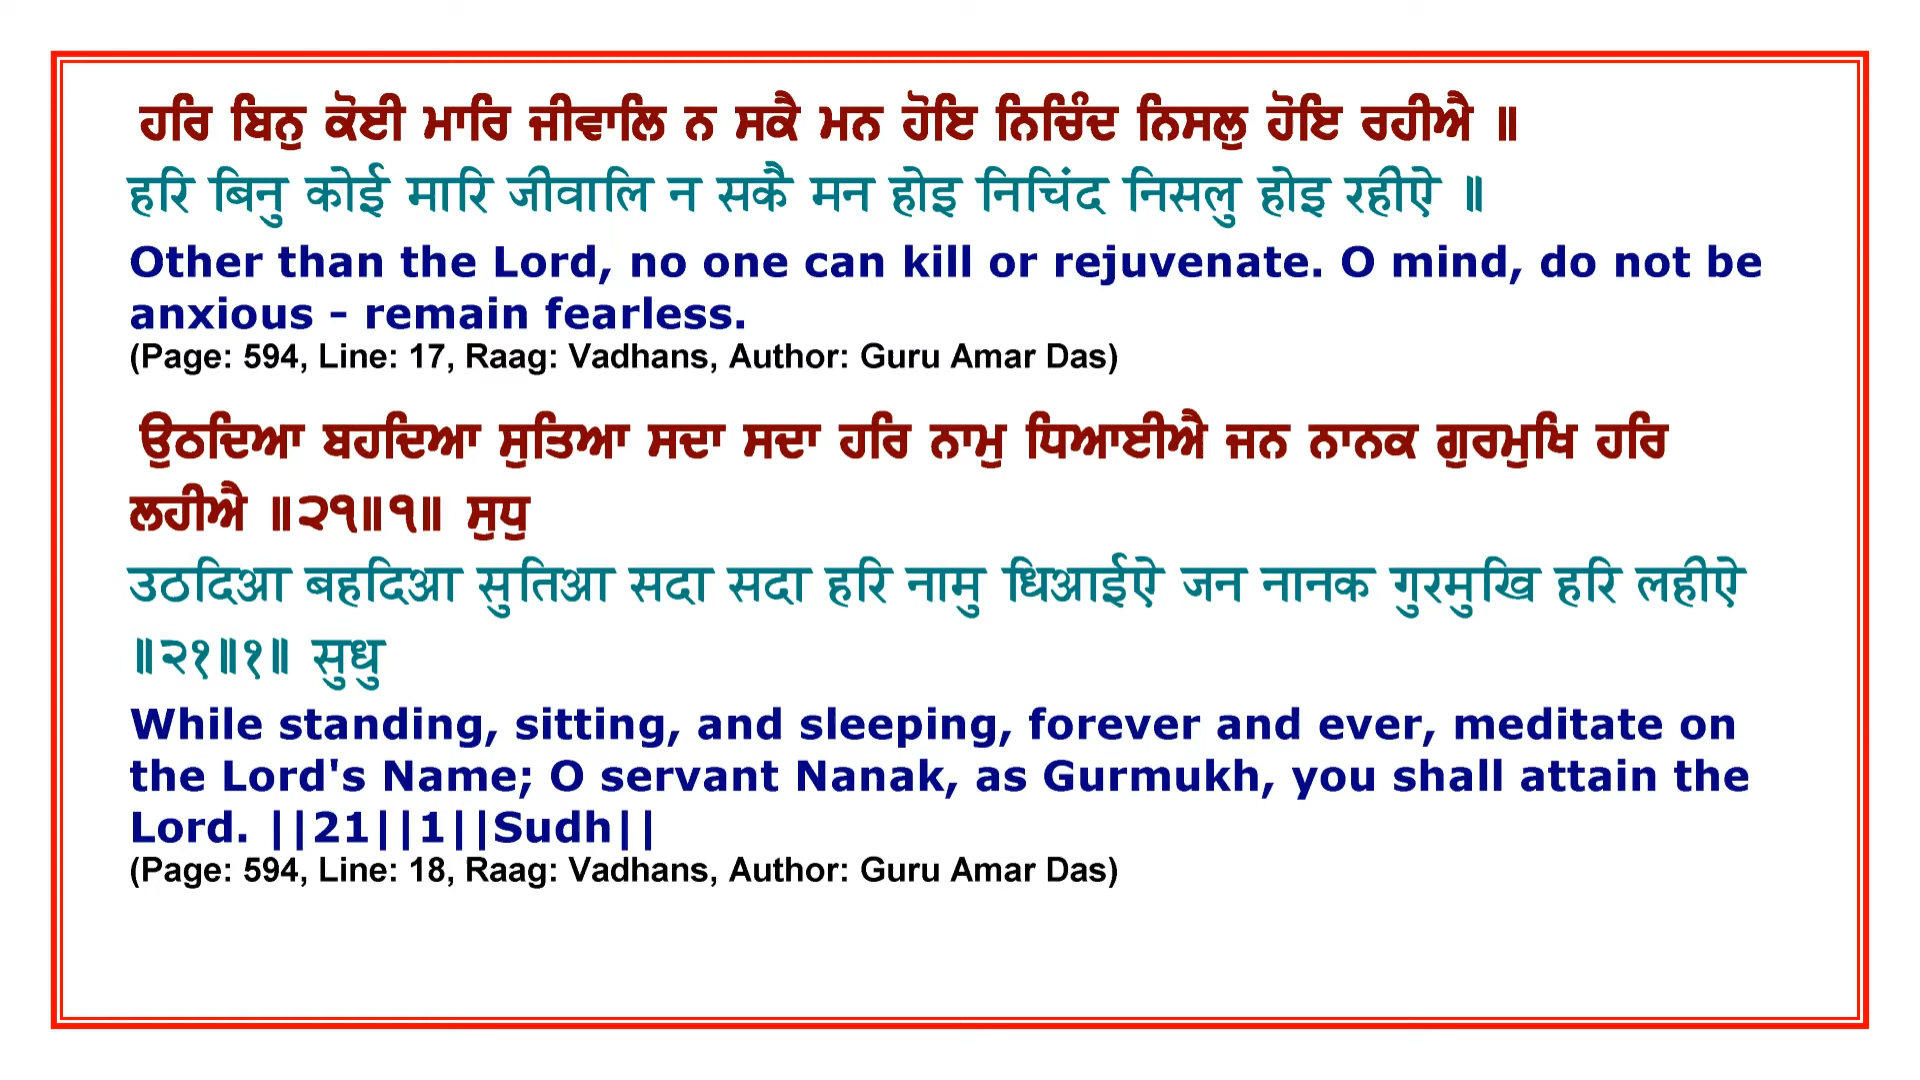 ਹਰਿ ਬਿਨੁ ਕੋਈ ਮਾਰਿ ਜੀਵਾਲਿ ਨ ਸਕੈ ਮਨ ਹੋਇ ਨਿਚਿੰਦ ਨਿਸਲੁ ਹੋਇ ਰਹੀਐ ॥
हरि बिनु कोई मारि जीवालि न सकै मन होइ निचिंद निसलु होइ रहीऐ ॥
Other than the Lord, no one can kill or rejuvenate. O mind, do not be
anxious - remain fearless.
(Page: 594, Line: 17, Raag: Vadhans, Author: Guru Amar Das)
ਉਠਦਿਆ ਬਹਦਿਆ ਸੁਤਿਆ ਸਦਾ ਸਦਾ ਹਰਿ ਨਾਮੁ ਧਿਆਈਐ ਜਨ ਨਾਨਕ ਗੁਰਮੁਖਿ ਹਰਿ
ਲਹੀਐ ॥੨੧॥੧॥ ਸੁਧੁ
उठदिआ बहदिआ सुतिआ सदा सदा हरि नामु धिआईऐ जन नानक गुरमुखि हरि लहीऐ
॥२१॥१॥ सुधु
While standing, sitting, and sleeping, forever and ever, meditate on
the Lord's Name; O servant Nanak, as Gurmukh, you shall attain the
Lord. ||21||1||Sudh||
(Page: 594, Line: 18, Raag: Vadhans, Author: Guru Amar Das)